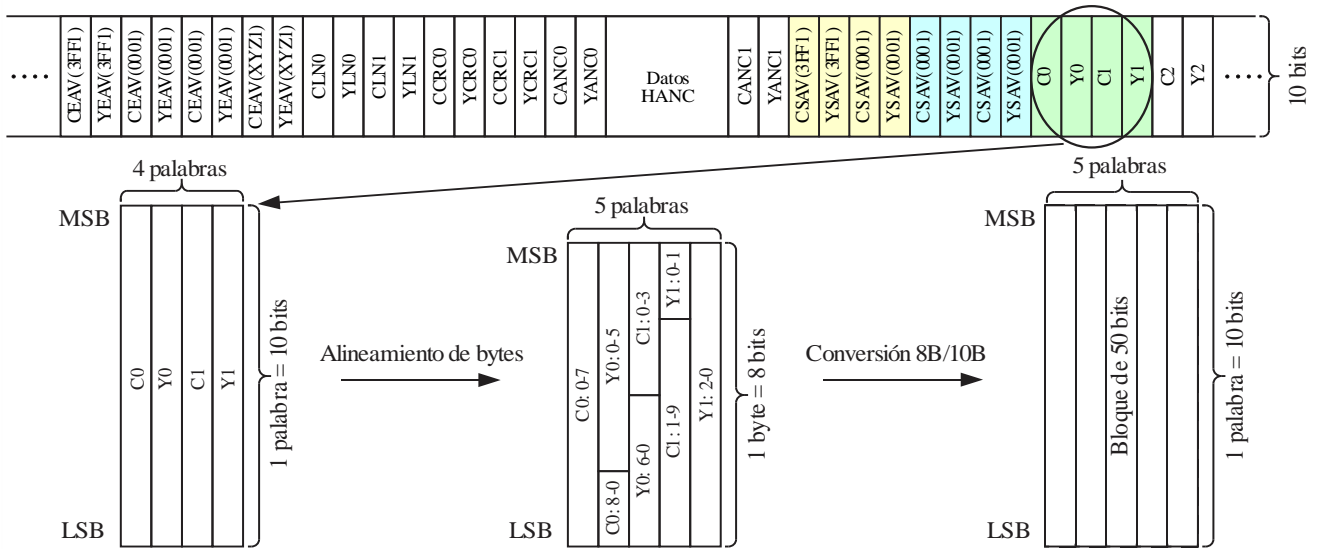 ....
CEAV(3FF1)
YEAV(3FF1)
CEAV(0001)
YEAV(0001)
CEAV(0001)
YEAV(0001)
CEAV(XYZ1)
YEAV(XYZ1)
CLN0
YLN0
CLN1
YLN1
CCRC0
YCRC0
CCRC1
YCRC1
CANC0
YANC0
Datos
HANC
CANC1
YANC1
CSAV(3FF1)
YSAV(3FF1)
CSAV(0001)
YSAV(0001)
CSAV(0001)
YSAV(0001)
CSAV(0001)
YSAV(0001)
C0
Y0
C1
Y1
C2
Y2
.....
10 bits
4 palabras
MSB
LSB
C0
Y0
C1
Y1
1 palabra = 10 bits
Alineamiento de bytes
5 palabras
MSB
LSB
C0: 0-7
Y0: 0-5
C0: 8-0
C1: 0-3
Y0: 6-0
Y1: 0-1
C1: 1-9
Y1: 2-0
1 byte = 8 bits
Conversión 8B/10B
5 palabras
MSB
LSB
Bloque de 50 bits
1 palabra = 10 bits